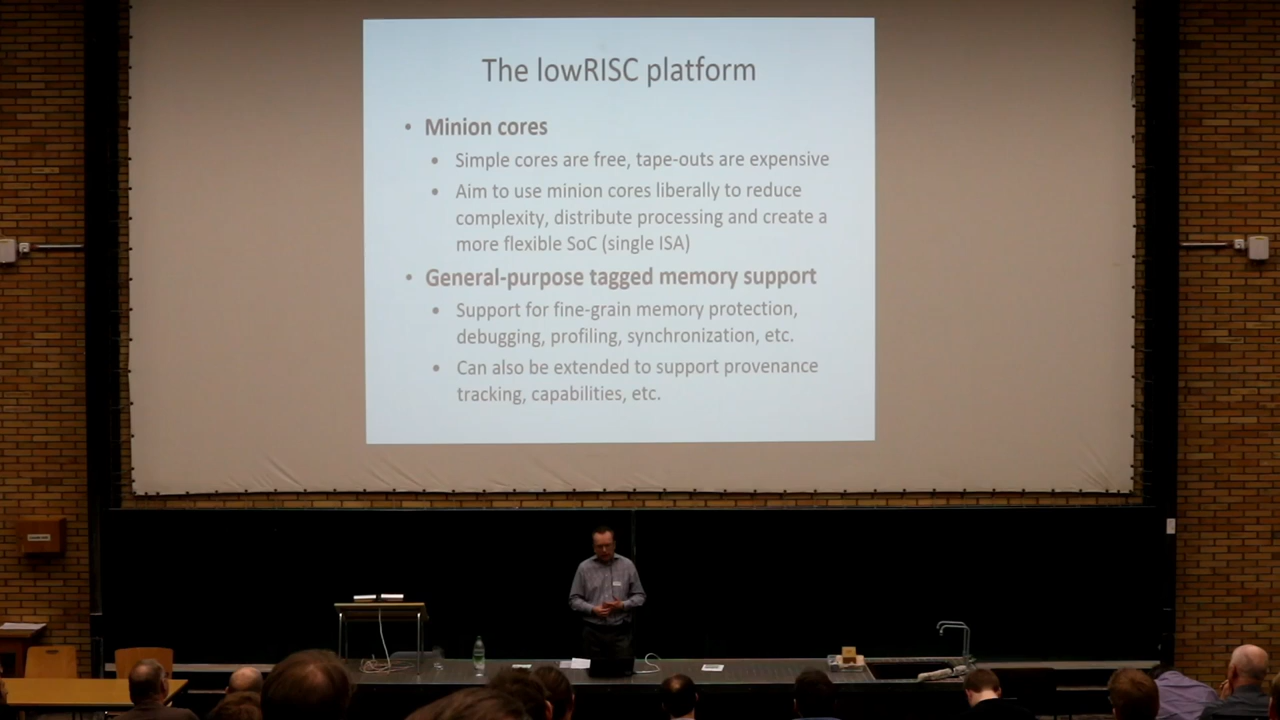 The lowRISC platform
• Minion cores
• Simple cores are free, tape-outs are expensive
• Aim to use minion cores liberally to reduce
complexity, distribute processing and create a
more flexible SoC (single ISA)
• General-purpose tagged memory support
• Support for fine-grain memory protection,
debugging, profiling, synchronization, etc.
• Can also be extended to support provenance
tracking, capabilities, etc.